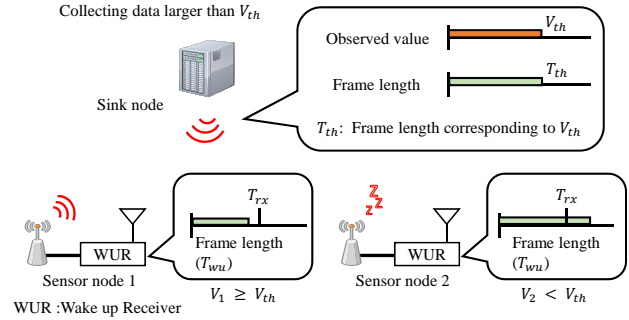 Collecting data larger than V_th
Observed value
V_th
Frame length
T_th
Sink node
T_th: Frame length corresponding to V_th
WUR
T_rx
Frame length
(T_wu)
Sensor node 1
V_1 ≥ V_th
WUR :Wake up Receiver
z z z
WUR
T_rx
Frame length
(T_wu)
Sensor node 2
V_2 < V_th